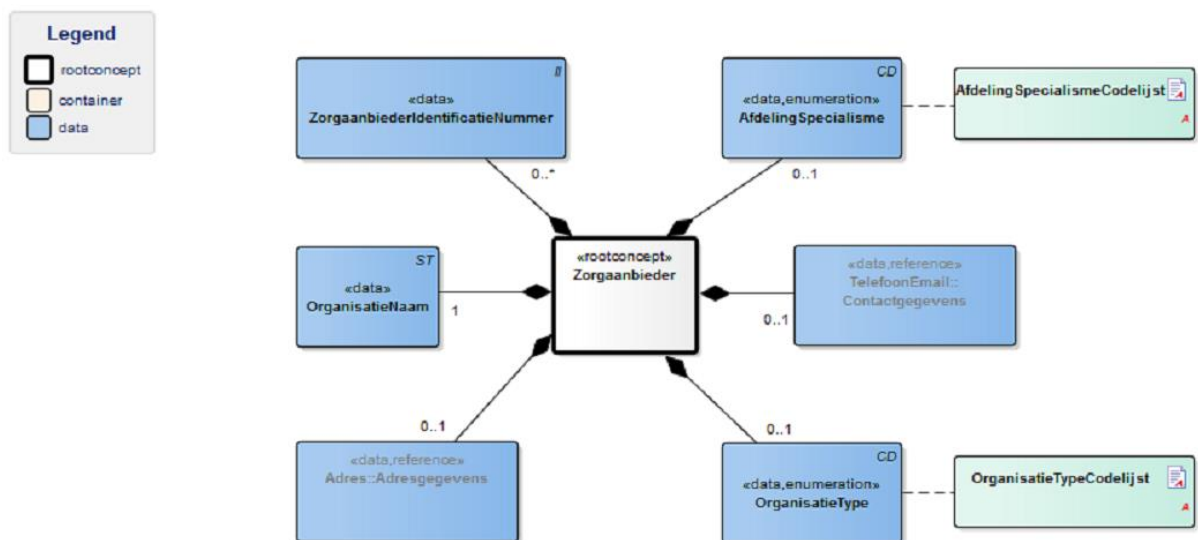 Legend
rootconcept
container
data
II
«data»
ZorgaanbiederIdentificatieNummer
0..*
CD
«data,enumeration»
AfdelingSpecialisme
0..1
AfdelingSpecialismeCodelijst
A
ST
«data»
OrganisatieNaam
1
«rootconcept»
Zorgaanbieder
«data,reference»
TelefoonEmail::
Contactgegevens
0..1
0..1
«data,reference»
Adres::Adresgegevens
0..1
CD
«data,enumeration»
OrganisatieType
OrganisatieTypeCodelijst
A